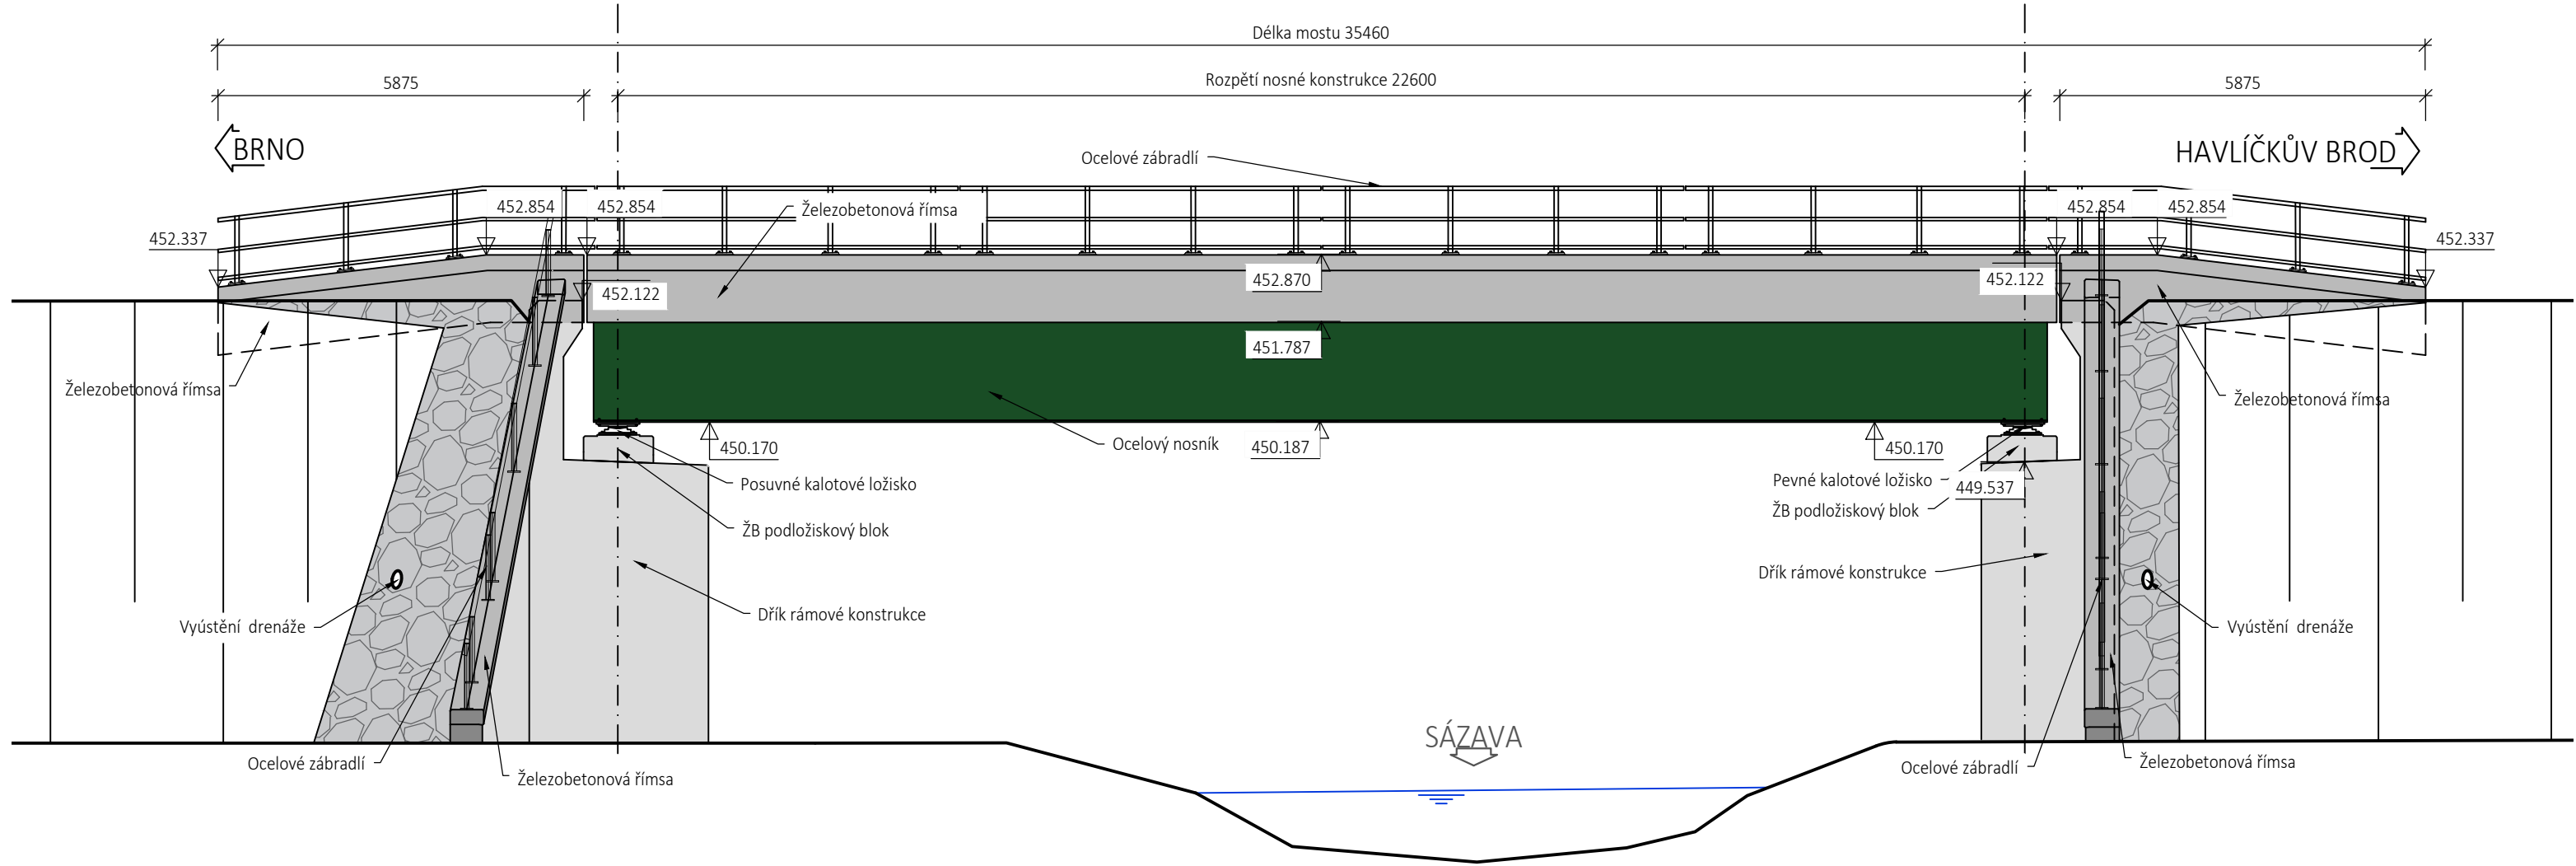 Délka mostu 35460
5875
Rozpětí nosné konstrukce 22600
5875
BRNO
HAVLÍČKŮV BROD
Ocelové zábradlí
452.854
452.854
Železobetonová římsa
452.854
452.854
452.337
452.337
452.870
452.122
452.122
451.787
Železobetonová římsa
Železobetonová římsa
Ocelový nosník
450.170
450.187
450.170
Posuvné kalotové ložisko
Pevné kalotové ložisko
449.537
ŽB podložiskový blok
ŽB podložiskový blok
Dřík rámové konstrukce
Dřík rámové konstrukce
Vyústění drenáže
Vyústění drenáže
SÁZAVA
Ocelové zábradlí
Železobetonová římsa
Ocelové zábradlí
Železobetonová římsa